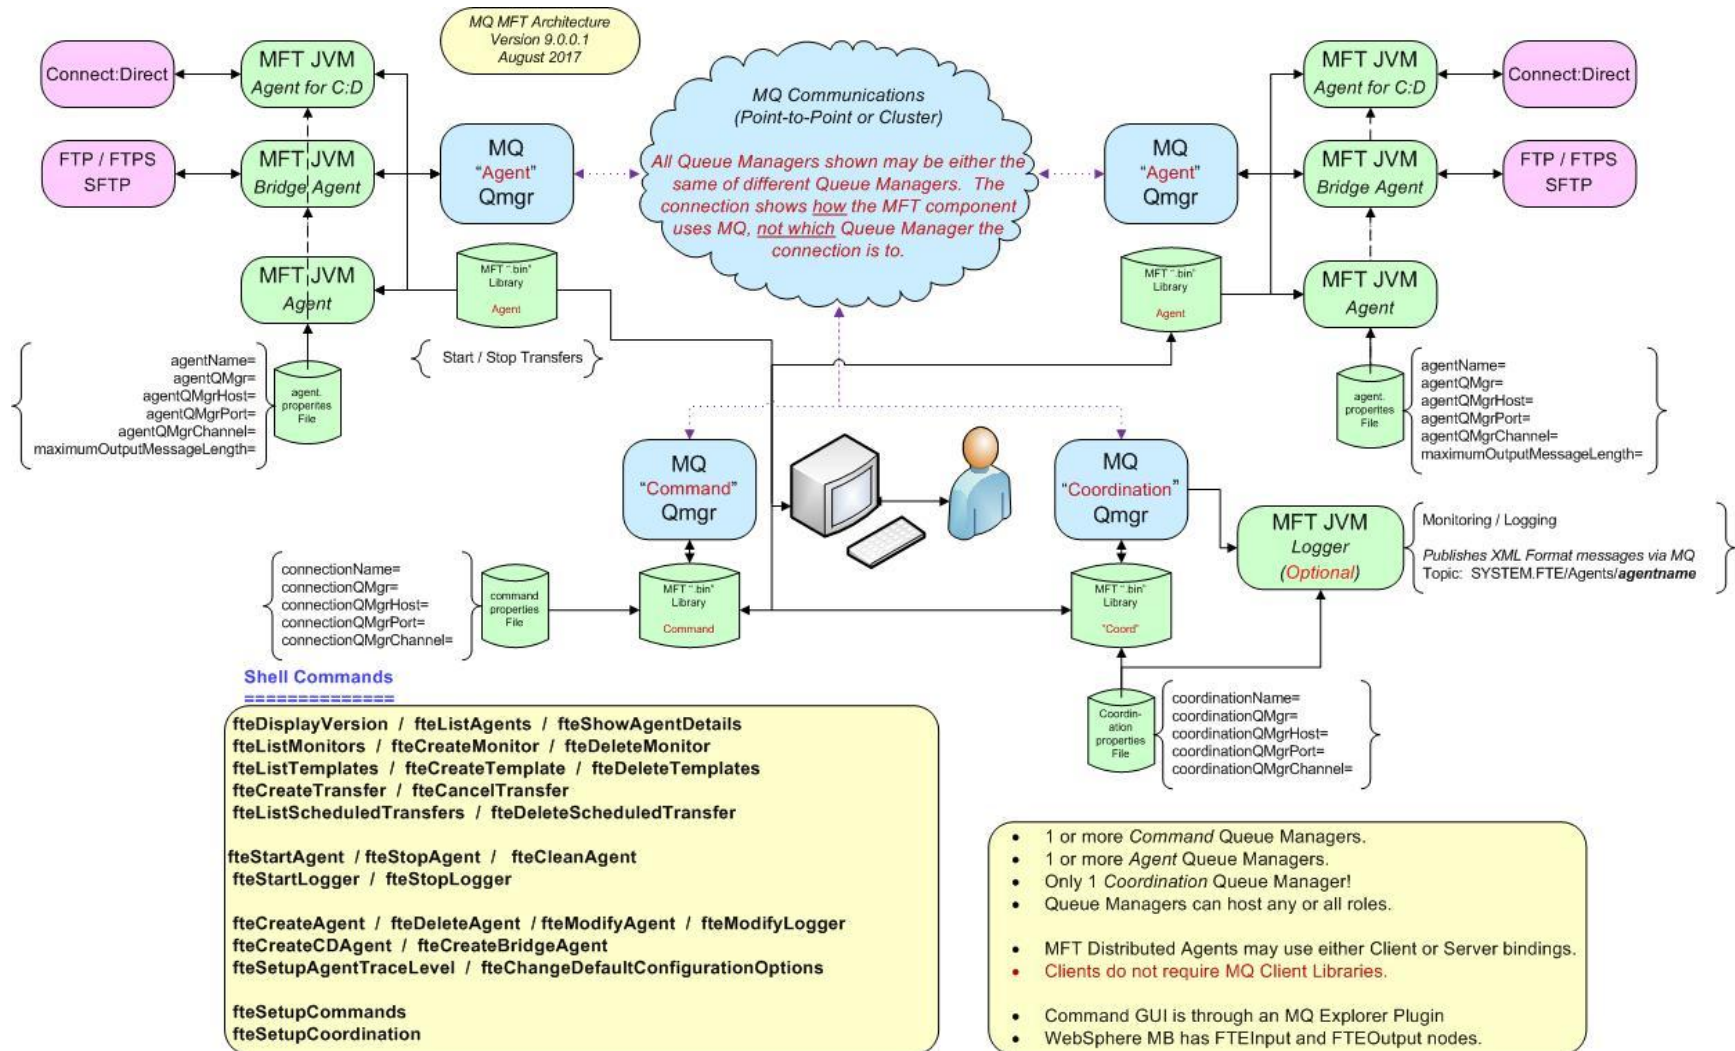 MQ MFT Architecture
Version 9.0.0.1
August 2017
Connect:Direct
MFT JVM
Agent for C:D
FTP / FTPS
SFTP
MFT JVM
Bridge Agent
MQ
“Agent”
Qmgr
MFT JVM
Agent
MFT “.bin”
Library
Agent
Start / Stop Transfers
agentName=
agentQMgr=
agentQMgrHost=
agentQMgrPort=
agentQMgrChannel=
maximumOutputMessageLength=
agent.
properites
File
MQ Communications
(Point-to-Point or Cluster)
All Queue Managers shown may be either the
same of different Queue Managers.  The
connection shows how the MFT component
uses MQ, not which Queue Manager the
connection is to.
MQ
“Agent”
Qmgr
MFT JVM
Agent for C:D
Connect:Direct
MFT JVM
Bridge Agent
FTP / FTPS
SFTP
MFT “.bin”
Library
Agent
MFT JVM
Agent
agent.
properites
File
agentName=
agentQMgr=
agentQMgrHost=
agentQMgrPort=
agentQMgrChannel=
maximumOutputMessageLength=
MQ
“Command”
Qmgr
MQ
“Coordination”
Qmgr
MFT JVM
Logger
(Optional)
Monitoring / Logging
Publishes XML Format messages via MQ
Topic:  SYSTEM.FTE/Agents/agentname
connectionName=
connectionQMgr=
connectionQMgrHost=
connectionQMgrPort=
connectionQMgrChannel=
command
properties
File
MFT “.bin”
Library
Command
MFT “.bin”
Library
“Coord”
Coordin-
ation
properties
File
coordinationName=
coordinationQMgr=
coordinationQMgrHost=
coordinationQMgrPort=
coordinationQMgrChannel=
Shell Commands
==============
fteDisplayVersion / fteListAgents / fteShowAgentDetails
fteListMonitors / fteCreateMonitor / fteDeleteMonitor
fteListTemplates / fteCreateTemplate / fteDeleteTemplates
fteCreateTransfer / fteCancelTransfer
fteListScheduledTransfers / fteDeleteScheduledTransfer
fteStartAgent / fteStopAgent / fteCleanAgent
fteStartLogger / fteStopLogger
fteCreateAgent / fteDeleteAgent / fteModifyAgent / fteModifyLogger
fteCreateCDAgent / fteCreateBridgeAgent
fteSetupAgentTraceLevel / fteChangeDefaultConfigurationOptions
fteSetupCommands
fteSetupCoordination
• 1 or more Command Queue Managers.
• 1 or more Agent Queue Managers.
• Only 1 Coordination Queue Manager!
• Queue Managers can host any or all roles.
• MFT Distributed Agents may use either Client or Server bindings.
• Clients do not require MQ Client Libraries.
• Command GUI is through an MQ Explorer Plugin
• WebSphere MB has FTEInput and FTEOutput nodes.